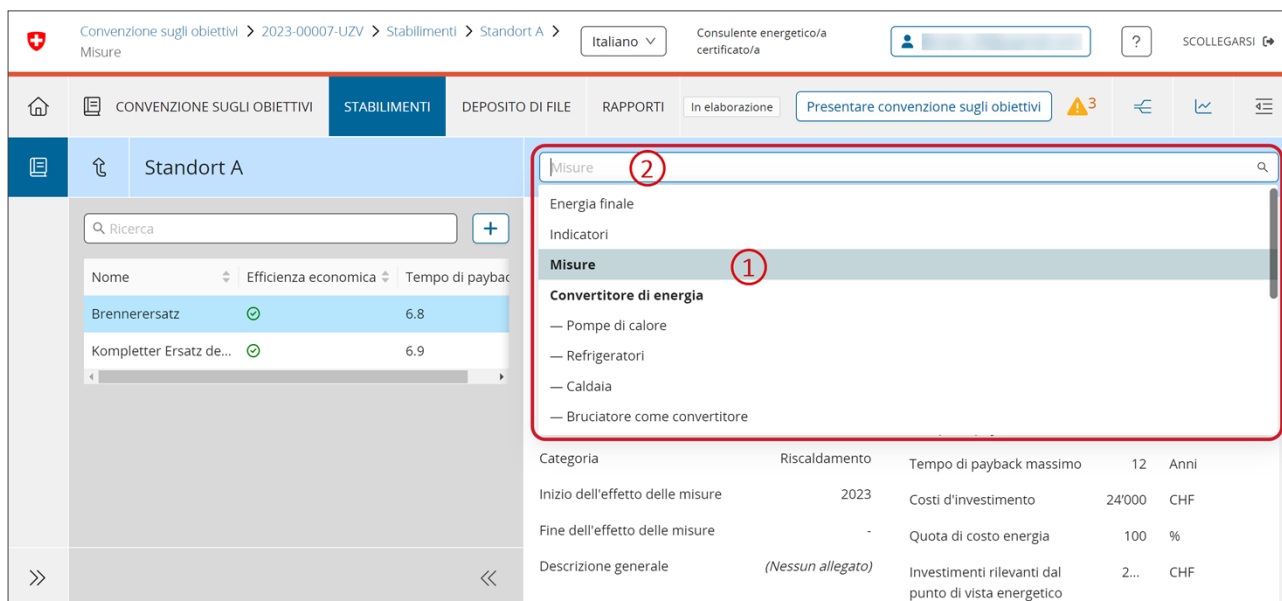 Convenzione sugli obiettivi > 2023-00007-UZV > Stabilimenti > Standort A >
Misure
Italiano
Consulente energetico/a
certificato/a
?
SCOLLEGARSI
CONVENZIONE SUGLI OBIETTIVI
STABILIMENTI
DEPOSITO DI FILE
RAPPORTI
In elaborazione
Presentare convenzione sugli obiettivi
3
Standort A
Misure
2
Ricerca
+
Nome
Efficienza economica
Tempo di paybac
Brennerersatz
6.8
Kompletter Ersatz de...
6.9
Energia finale
Indicatori
Misure
1
Convertitore di energia
— Pompe di calore
— Refrigeratori
— Caldaia
— Bruciatore come convertitore
Categoria Riscaldamento
Inizio dell'effetto delle misure 2023
Fine dell'effetto delle misure -
Descrizione generale (Nessun allegato)
Tempo di payback massimo 12 Anni
Costi d'investimento 24'000 CHF
Quota di costo energia 100 %
Investimenti rilevanti dal 2... CHF
punto di vista energetico